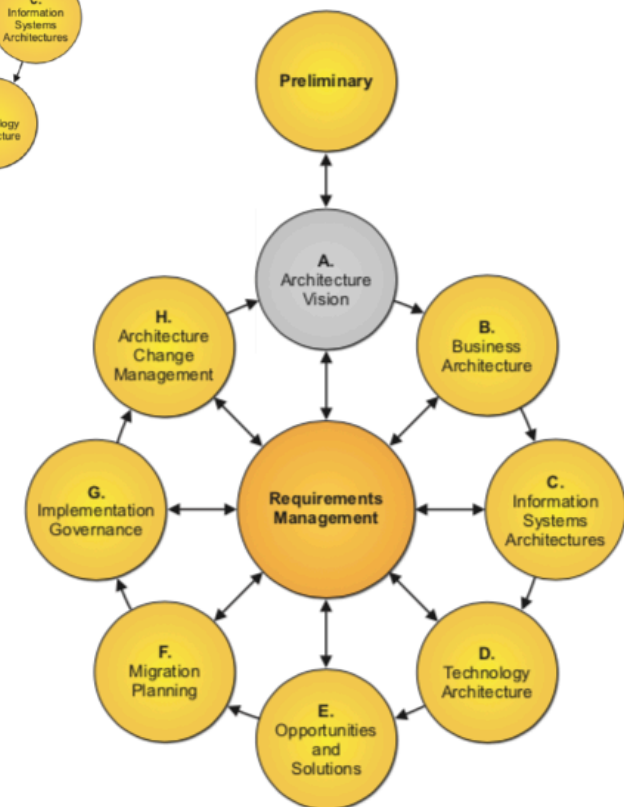 Information
Systems
Architectures
Preliminary
A.
Architecture
Vision
B.
Business
Architecture
C.
Information
Systems
Architectures
D.
Technology
Architecture
E.
Opportunities
and
Solutions
F.
Migration
Planning
G.
Implementation
Governance
H.
Architecture
Change
Management
Requirements
Management